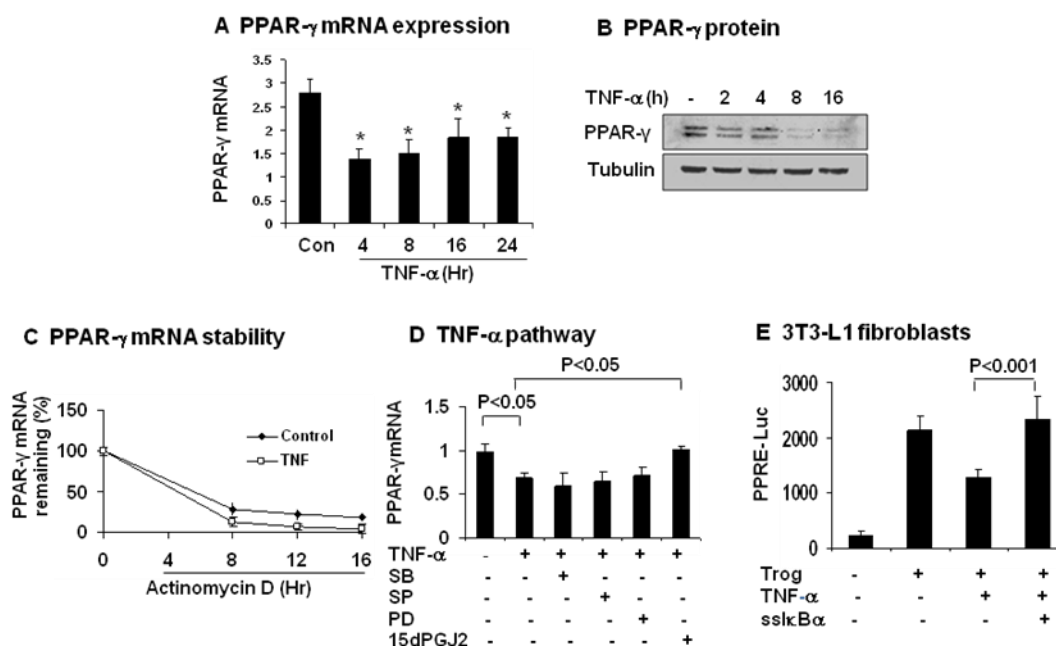 A PPAR-γ mRNA expression
PPAR-γ mRNA
3.5
3
2.5
2
1.5
1
0.5
0
* * * *
Con 4 8 16 24
TNF-α (Hr)
B PPAR-γ protein
TNF-α (h) - 2 4 8 16
PPAR-γ
Tubulin
C PPAR-γ mRNA stability
PPAR-γ mRNA
remaining (%)
150
100
50
0
Control
TNF
0 4 8 12 16
Actinomycin D (Hr)
D TNF-α pathway
P<0.05
P<0.05
PPAR-γmRNA
1.5
1
0.5
0
TNF-α - + + + + +
SB - - + - - -
SP - - - + - -
PD - - - - + -
15dPGJ2 - - - - - +
E 3T3-L1 fibroblasts
P<0.001
PPRE- Luc
3000
2000
1000
0
Trog - + + +
TNF-α - - + +
ssIκBα - - - +